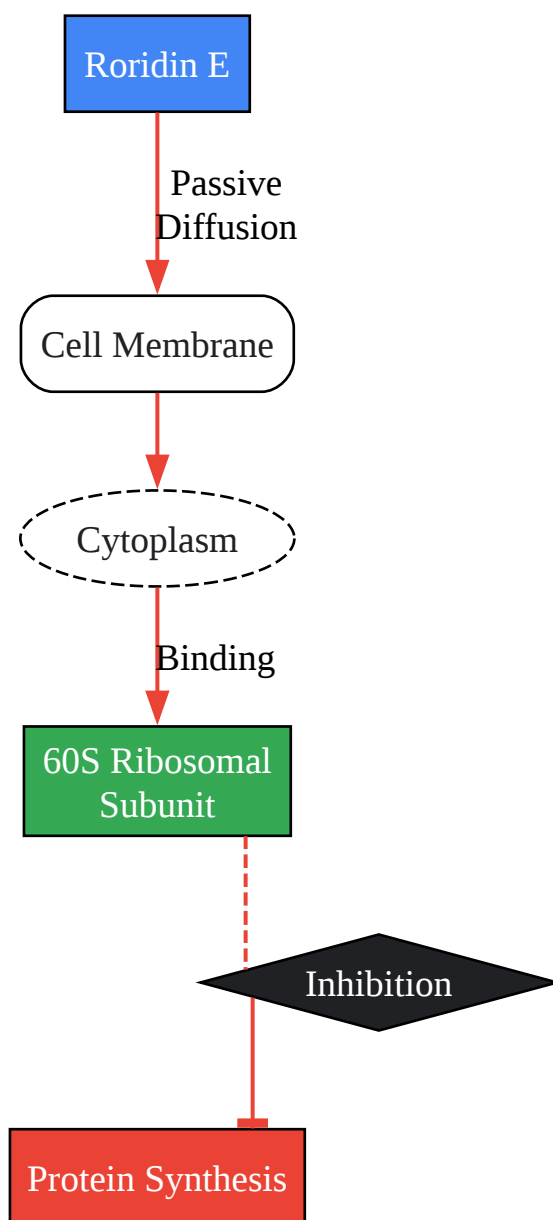 Roridin E
Passive
Diffusion
Cell Membrane
Cytoplasm
Binding
60S Ribosomal
Subunit
Inhibition
Protein Synthesis